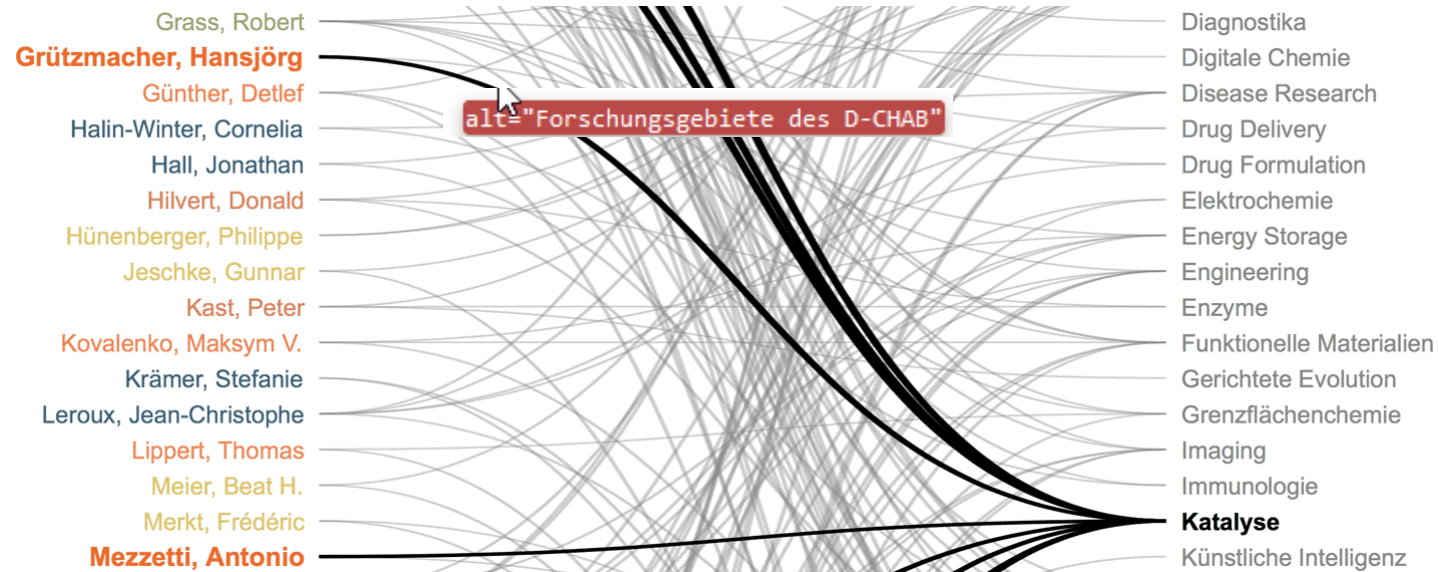 Grass, Robert
Grützmacher, Hansjörg
Günther, Detlef
Halin-Winter, Cornelia
Hall, Jonathan
Hilvert, Donald
Hünenberger, Philippe
Jeschke, Gunnar
Kast, Peter
Kovalenko, Maksym V.
Krämer, Stefanie
Leroux, Jean-Christophe
Lippert, Thomas
Meier, Beat H.
Merkt, Frédéric
Mezzetti, Antonio
alt="Forschungsgebiete des D-CHAB"
Diagnostika
Digitale Chemie
Disease Research
Drug Delivery
Drug Formulation
Elektrochemie
Energy Storage
Engineering
Enzyme
Funktionelle Materialien
Gerichtete Evolution
Grenzflächenchemie
Imaging
Immunologie
Katalyse
Künstliche Intelligenz